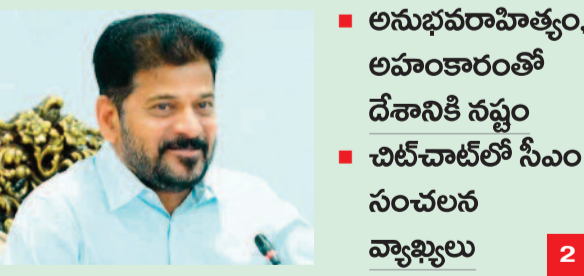 ■ అనుభవరాహిత్యం,
అహంకారంతో
దేశానికి నష్టం
■ చిట్‌చాట్‌లో సీఎం
సంచలన
వ్యాఖ్యలు
2